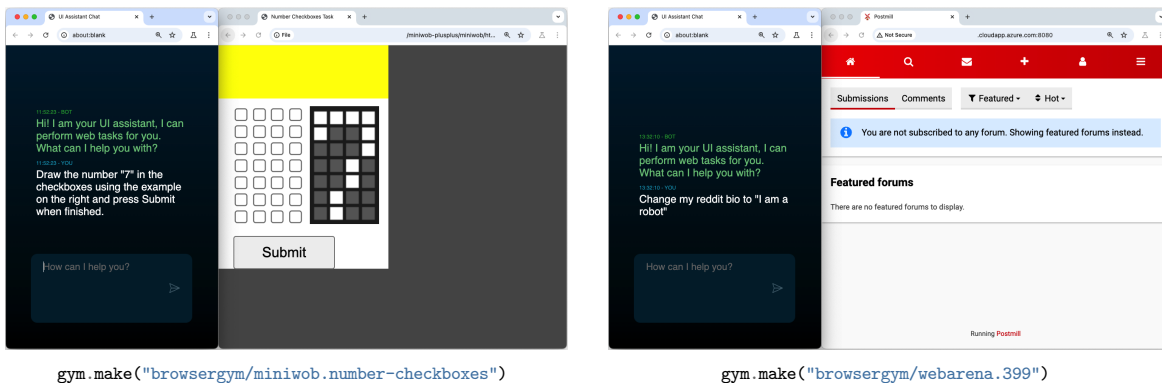 UI Assistant Chat
Number Checkboxes Task
about:blank
File
/miniwob-plusplus/miniwob/ht...
11:52:23 - BOT
Hi! I am your UI assistant, I can
perform web tasks for you.
What can I help you with?
11:52:23 - YOU
Draw the number "7" in the
checkboxes using the example
on the right and press Submit
when finished.
How can I help you?
Submit
gym.make("browsergym/miniwob.number-checkboxes")
UI Assistant Chat
Postmill
about:blank
Not Secure
.cloudapp.azure.com:8080
13:32:10 - BOT
Hi! I am your UI assistant, I can
perform web tasks for you.
What can I help you with?
13:32:10 - YOU
Change my reddit bio to "I am a
robot"
How can I help you?
Submissions Comments Featured Hot
You are not subscribed to any forum. Showing featured forums instead.
Featured forums
There are no featured forums to display.
Running Postmill
gym.make("browsergym/webarena.399")